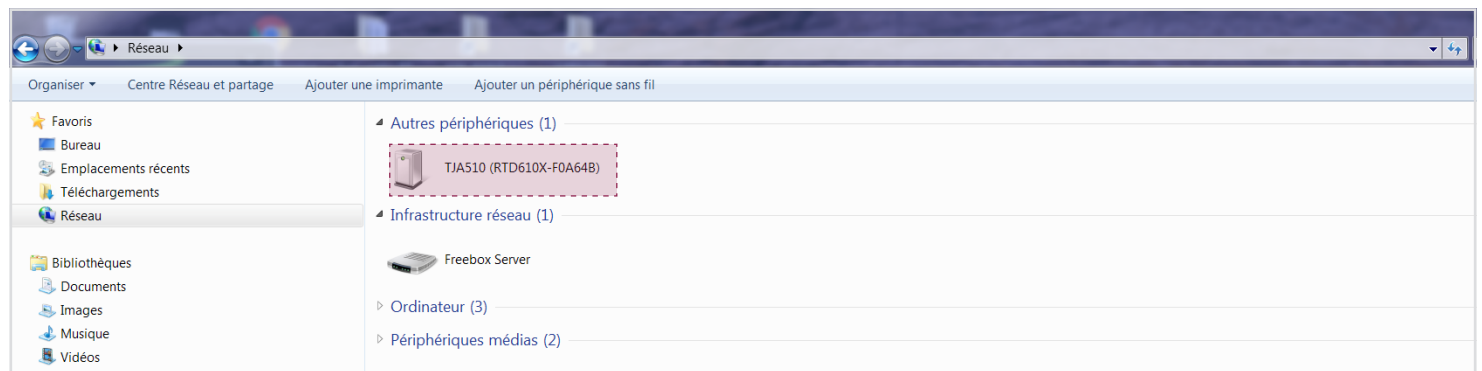 Réseau
Organiser Centre Réseau et partage Ajouter une imprimante Ajouter un périphérique sans fil
Favoris
Bureau
Emplacements récents
Téléchargements
Réseau
Bibliothèques
Documents
Images
Musique
Vidéos
Autres périphériques (1)
TJA510 (RTD610X-F0A64B)
Infrastructure réseau (1)
Freebox Server
Ordinateur (3)
Périphériques médias (2)